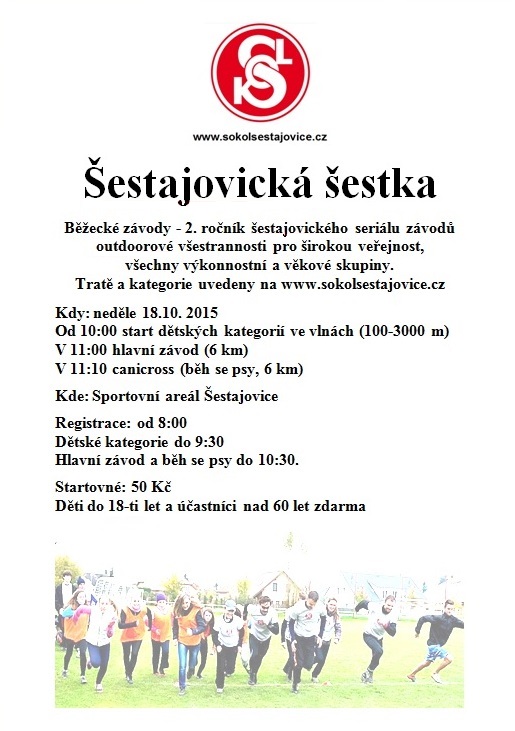 SOKOL
www.sokolsestajovice.cz
Šestajovická šestka
Běžecké závody - 2. ročník šestajovického seriálu závodů
outdoorové všestrannosti pro širokou veřejnost,
všechny výkonnostní a věkové skupiny.
Tratě a kategorie uvedeny na www.sokolsestajovice.cz
Kdy: neděle 18.10. 2015
Od 10:00 start dětských kategorií ve vlnách (100-3000 m)
V 11:00 hlavní závod (6 km)
V 11:10 canicross (běh se psy, 6 km)
Kde: Sportovní areál Šestajovice
Registrace: od 8:00
Dětské kategorie do 9:30
Hlavní závod a běh se psy do 10:30.
Startovné: 50 Kč
Děti do 18-ti let a účastníci nad 60 let zdarma